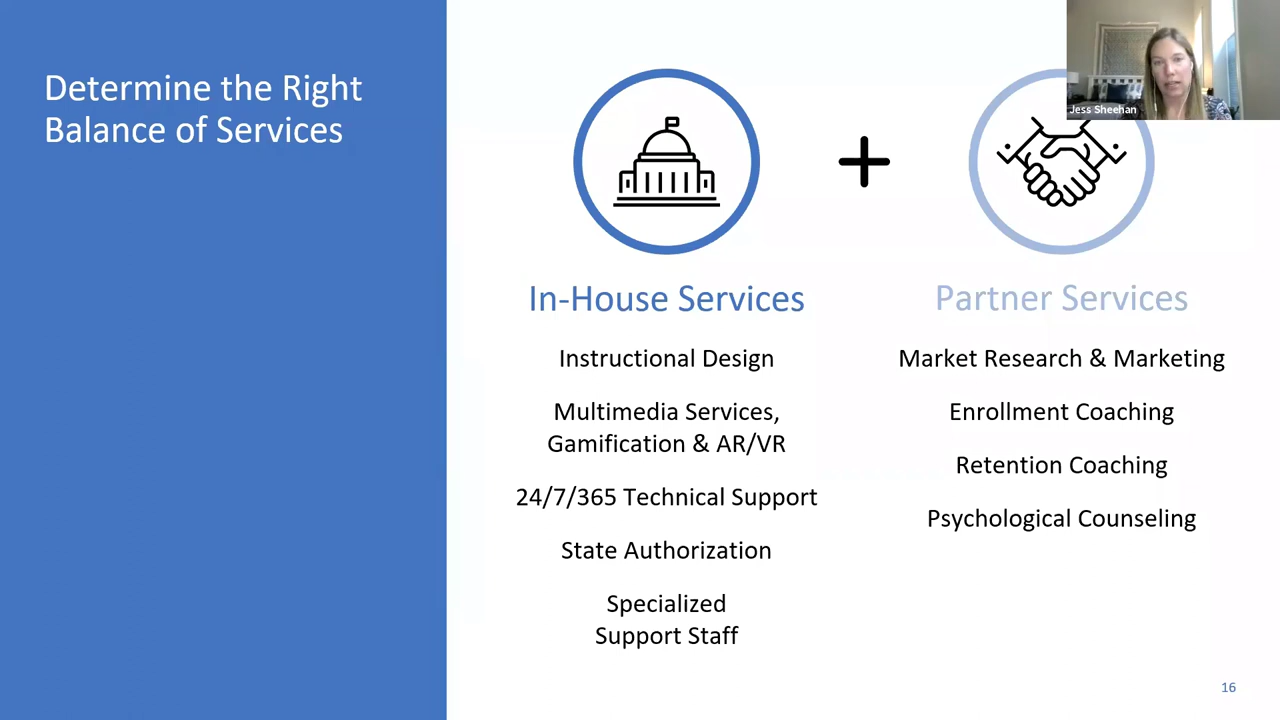 Determine the Right
Balance of Services
Jess Sheehan
In-House Services
Instructional Design
Multimedia Services,
Gamification & AR/VR
24/7/365 Technical Support
State Authorization
Specialized
Support Staff
Partner Services
Market Research & Marketing
Enrollment Coaching
Retention Coaching
Psychological Counseling
16